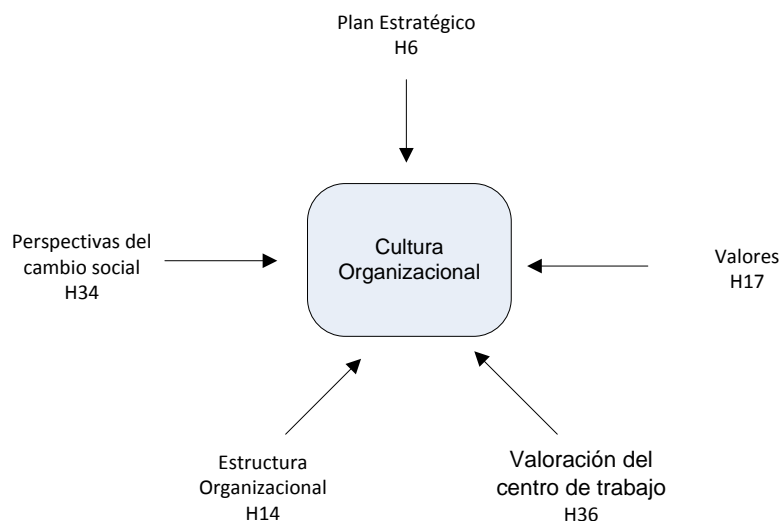 Plan Estratégico
H6
Perspectivas del
cambio social
H34
Cultura
Organizacional
Valores
H17
Estructura
Organizacional
H14
Valoración del
centro de trabajo
H36